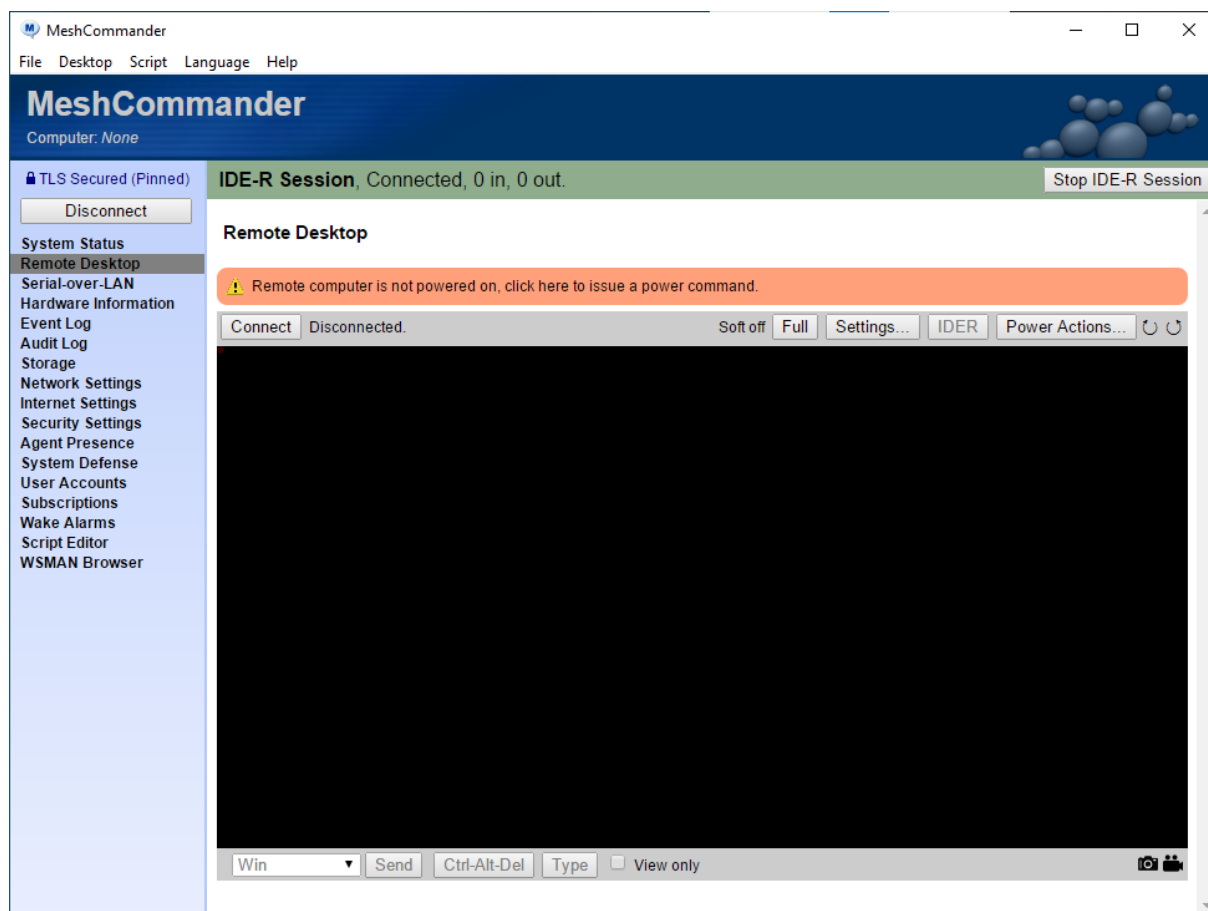 MeshCommander
File Desktop Script Language Help
MeshCommander
Computer: None
TLS Secured (Pinned)
IDE-R Session, Connected, 0 in, 0 out.
Stop IDE-R Session
Disconnect
System Status
Remote Desktop
Serial-over-LAN
Hardware Information
Event Log
Audit Log
Storage
Network Settings
Internet Settings
Security Settings
Agent Presence
System Defense
User Accounts
Subscriptions
Wake Alarms
Script Editor
WSMAN Browser
Remote Desktop
Remote computer is not powered on, click here to issue a power command.
Connect Disconnected. Soft off Full Settings... IDER Power Actions...
Win Send Ctrl-Alt-Del Type View only